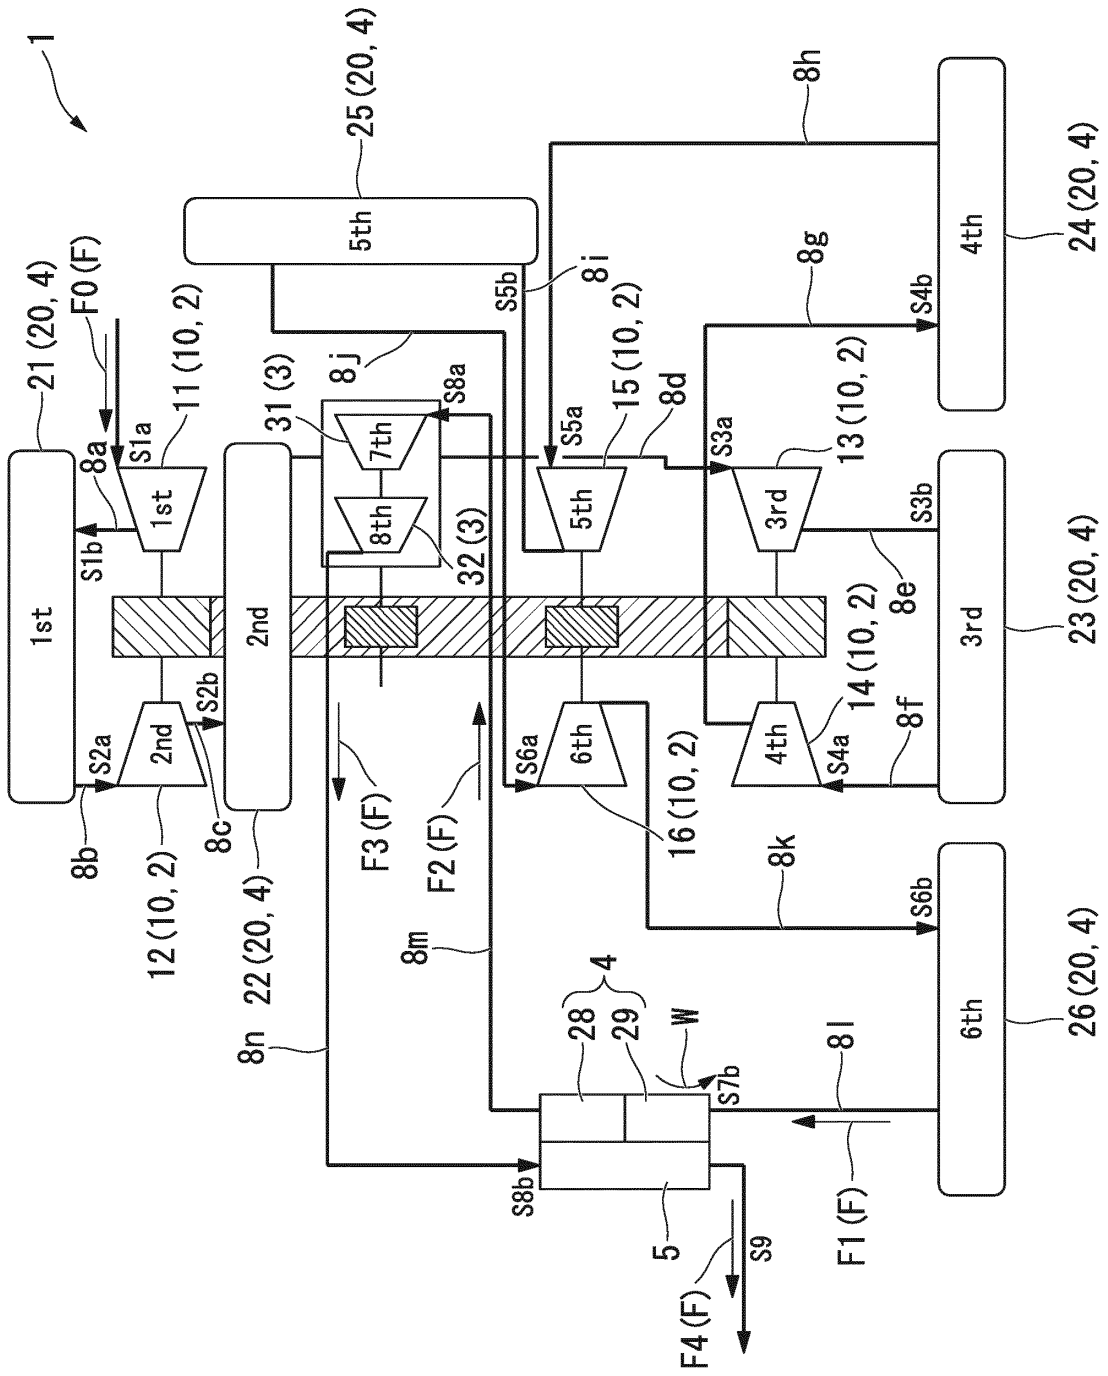 1
21 (20, 4)
F0 (F)
1st
8a
S1a
S1b
11 (10, 2)
1st
25 (20, 4)
5th
8b
S2a
2nd
12 (10, 2)
8c
S2b
2nd
22 (20, 4)
31 (3)
7th
8th
32 (3)
S8a
8j
S5b
8i
8h
F3 (F)
F2 (F)
8n
8m
S5a
15 (10, 2)
5th
8d
S6a
6th
16 (10, 2)
S3a
13 (10, 2)
3rd
8g
S4b
4th
24 (20, 4)
4th
14 (10, 2)
S4a
8f
8e
S3b
3rd
23 (20, 4)
8k
S6b
6th
26 (20, 4)
4
28
29
W
S7b
8l
F1 (F)
S8b
5
S9
F4 (F)